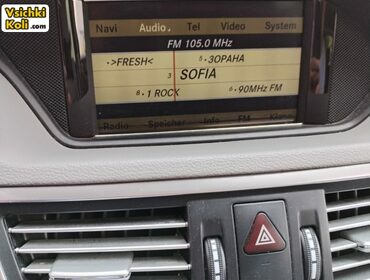 Vsichki
Koli.com
Navi Audio Tel Video System
FM 105.0 MHz
•>FRESH< 5•ЗОРАНА
3 SOFIA
8•1 ROCK 6•90MHz FM
Radio Speicher Info FM Klang